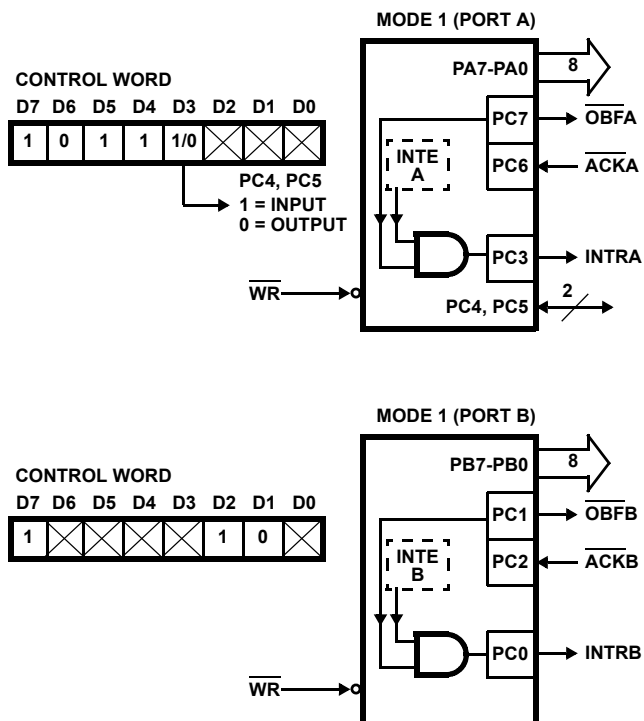 MODE 1 (PORT A)
CONTROL WORD
D7 D6 D5 D4 D3 D2 D1 D0
1 0 1 1 1/0
PC4, PC5
1 = INPUT
0 = OUTPUT
PA7-PA0
8
PC7
OBFA
INTE
A
PC6
ACKA
PC3
INTRA
WR
PC4, PC5
2
MODE 1 (PORT B)
CONTROL WORD
D7 D6 D5 D4 D3 D2 D1 D0
1 1 0
PB7-PB0
8
PC1
OBFB
INTE
B
PC2
ACKB
PC0
INTRB
WR